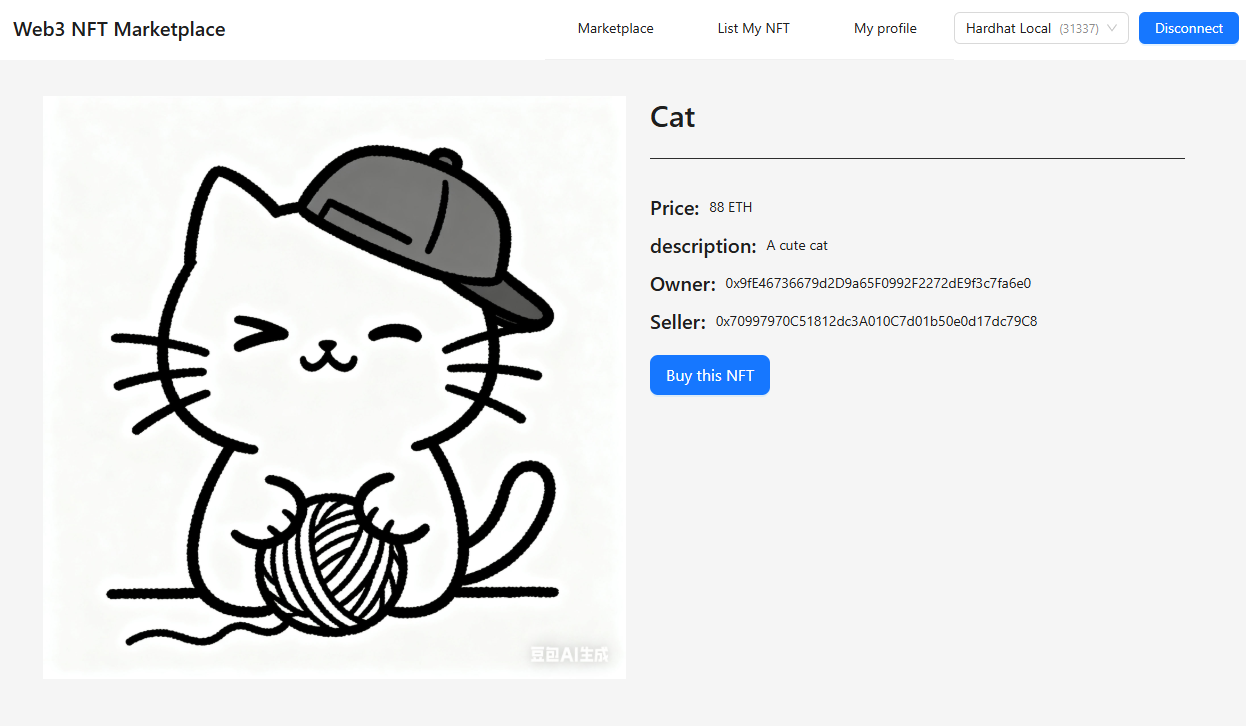 Web3 NFT Marketplace
Marketplace
List My NFT
My profile
Hardhat Local (31337)
Disconnect
Cat
Price: 88 ETH
description: A cute cat
Owner: 0x9fE46736679d2D9a65F0992F2272dE9f3c7fa6e0
Seller: 0x70997970C51812dc3A010C7d01b50e0d17dc79C8
Buy this NFT
豆包AI生成